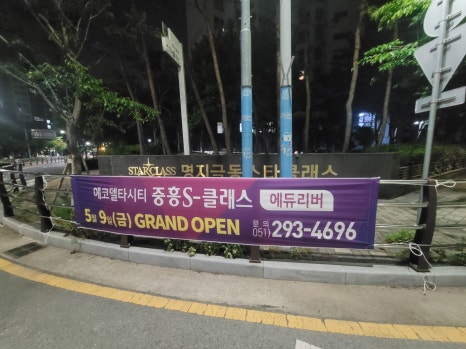 STARCLASS 명지금강스타클래스
에코델타시티 중흥S-클래스 에듀리버
5월 9일(금) GRAND OPEN 문의 051) 293-4696